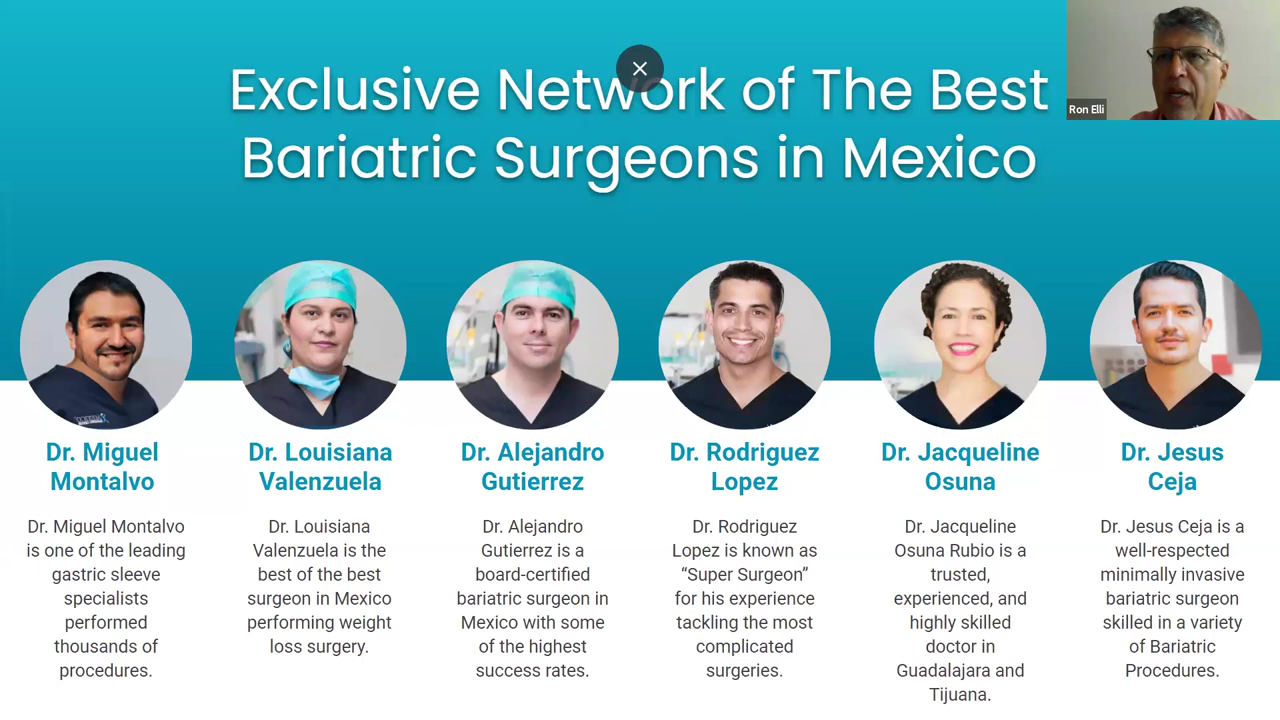 Exclusive Network of The Best
Bariatric Surgeons in Mexico
Ron Elli
Dr. Miguel
Montalvo
Dr. Miguel Montalvo
is one of the leading
gastric sleeve
specialists
performed
thousands of
procedures.
Dr. Louisiana
Valenzuela
Dr. Louisiana
Valenzuela is the
best of the best
surgeon in Mexico
performing weight
loss surgery.
Dr. Alejandro
Gutierrez
Dr. Alejandro
Gutierrez is a
board-certified
bariatric surgeon in
Mexico with some
of the highest
success rates.
Dr. Rodriguez
Lopez
Dr. Rodriguez
Lopez is known as
“Super Surgeon”
for his experience
tackling the most
complicated
surgeries.
Dr. Jacqueline
Osuna
Dr. Jacqueline
Osuna Rubio is a
trusted,
experienced, and
highly skilled
doctor in
Guadalajara and
Tijuana.
Dr. Jesus
Ceja
Dr. Jesus Ceja is a
well-respected
minimally invasive
bariatric surgeon
skilled in a variety
of Bariatric
Procedures.